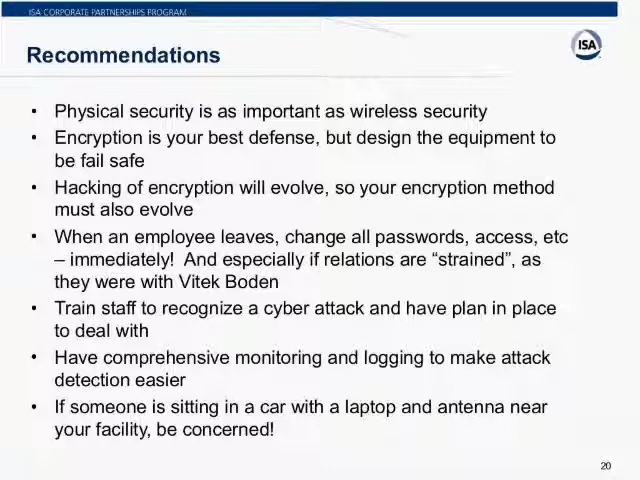 ISA CORPORATE PARTNERSHIPS PROGRAM
ISA
Recommendations
• Physical security is as important as wireless security
• Encryption is your best defense, but design the equipment to
be fail safe
• Hacking of encryption will evolve, so your encryption method
must also evolve
• When an employee leaves, change all passwords, access, etc
– immediately!  And especially if relations are “strained”, as
they were with Vitek Boden
• Train staff to recognize a cyber attack and have plan in place
to deal with
• Have comprehensive monitoring and logging to make attack
detection easier
• If someone is sitting in a car with a laptop and antenna near
your facility, be concerned!
20